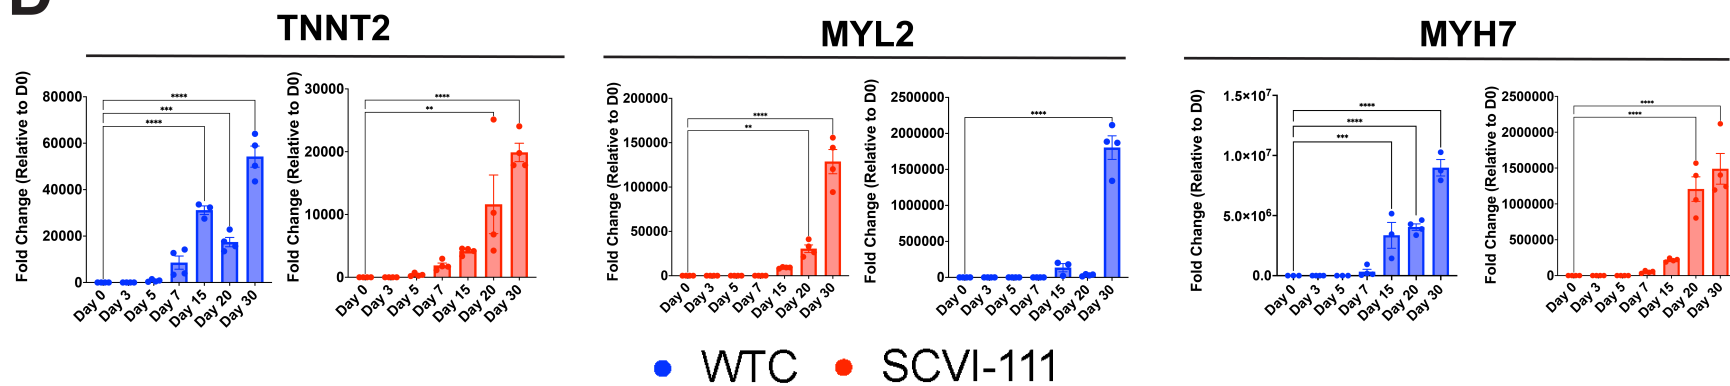 D
TNNT2
MYL2
MYH7
Fold Change (Relative to D0)
80000
60000
40000
20000
0
****
***
****
Day 0
Day 3
Day 5
Day 7
Day 15
Day 20
Day 30
Fold Change (Relative to D0)
30000
20000
10000
0
****
**
Day 0
Day 3
Day 5
Day 7
Day 15
Day 20
Day 30
Fold Change (Relative to D0)
200000
150000
100000
50000
0
****
**
Day 0
Day 3
Day 5
Day 7
Day 15
Day 20
Day 30
Fold Change (Relative to D0)
2500000
2000000
1500000
1000000
500000
0
****
Day 0
Day 3
Day 5
Day 7
Day 15
Day 20
Day 30
Fold Change (Relative to D0)
1.5×10⁷
1.0×10⁷
5.0×10⁶
0.0
****
****
***
Day 0
Day 3
Day 5
Day 7
Day 15
Day 20
Day 30
Fold Change (Relative to D0)
2500000
2000000
1500000
1000000
500000
0
****
****
Day 0
Day 3
Day 5
Day 7
Day 15
Day 20
Day 30
WTC
SCVI-111